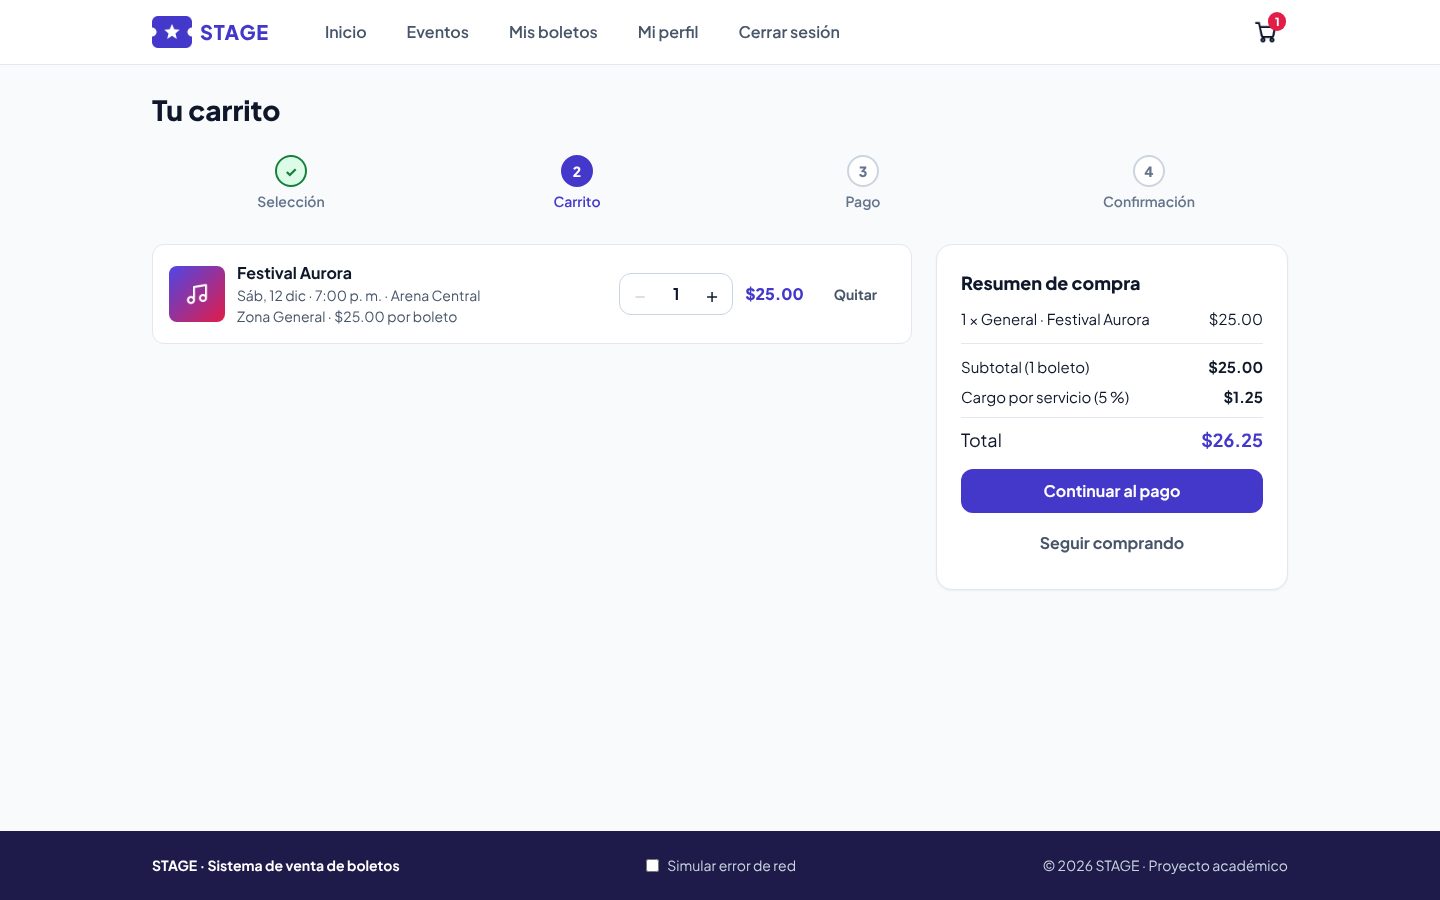 STAGE
Inicio
Eventos
Mis boletos
Mi perfil
Cerrar sesión
1
Tu carrito
2
3
4
Selección
Carrito
Pago
Confirmación
Festival Aurora
Sáb, 12 dic · 7:00 p. m. · Arena Central
Zona General · $25.00 por boleto
− 1 +
$25.00
Quitar
Resumen de compra
1 × General · Festival Aurora $25.00
Subtotal (1 boleto) $25.00
Cargo por servicio (5 %) $1.25
Total $26.25
Continuar al pago
Seguir comprando
STAGE · Sistema de venta de boletos
Simular error de red
© 2026 STAGE · Proyecto académico